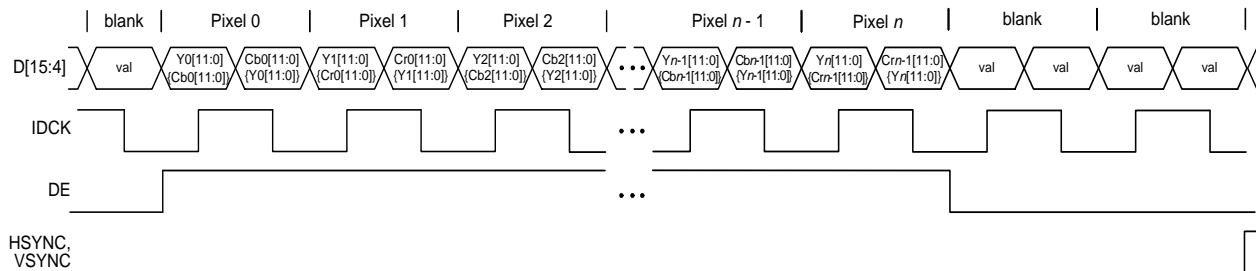 blank Pixel 0 Pixel 1 Pixel 2 Pixel n - 1 Pixel n blank blank
D[15:4] val Y0[11:0] Cb0[11:0] Y1[11:0] Cr0[11:0] Y2[11:0] Cb2[11:0] ... Yn-1[11:0] Cbn-1[11:0] Yn[11:0] Crn-1[11:0] val val val val
{Cb0[11:0]} {Y0[11:0]} {Cr0[11:0]} {Y1[11:0]} {Cb2[11:0]} {Y2[11:0]} {Cbn-1[11:0]} {Yn-1[11:0]} {Crn-1[11:0]} {Yn[11:0]}
IDCK ...
DE ...
HSYNC,
VSYNC